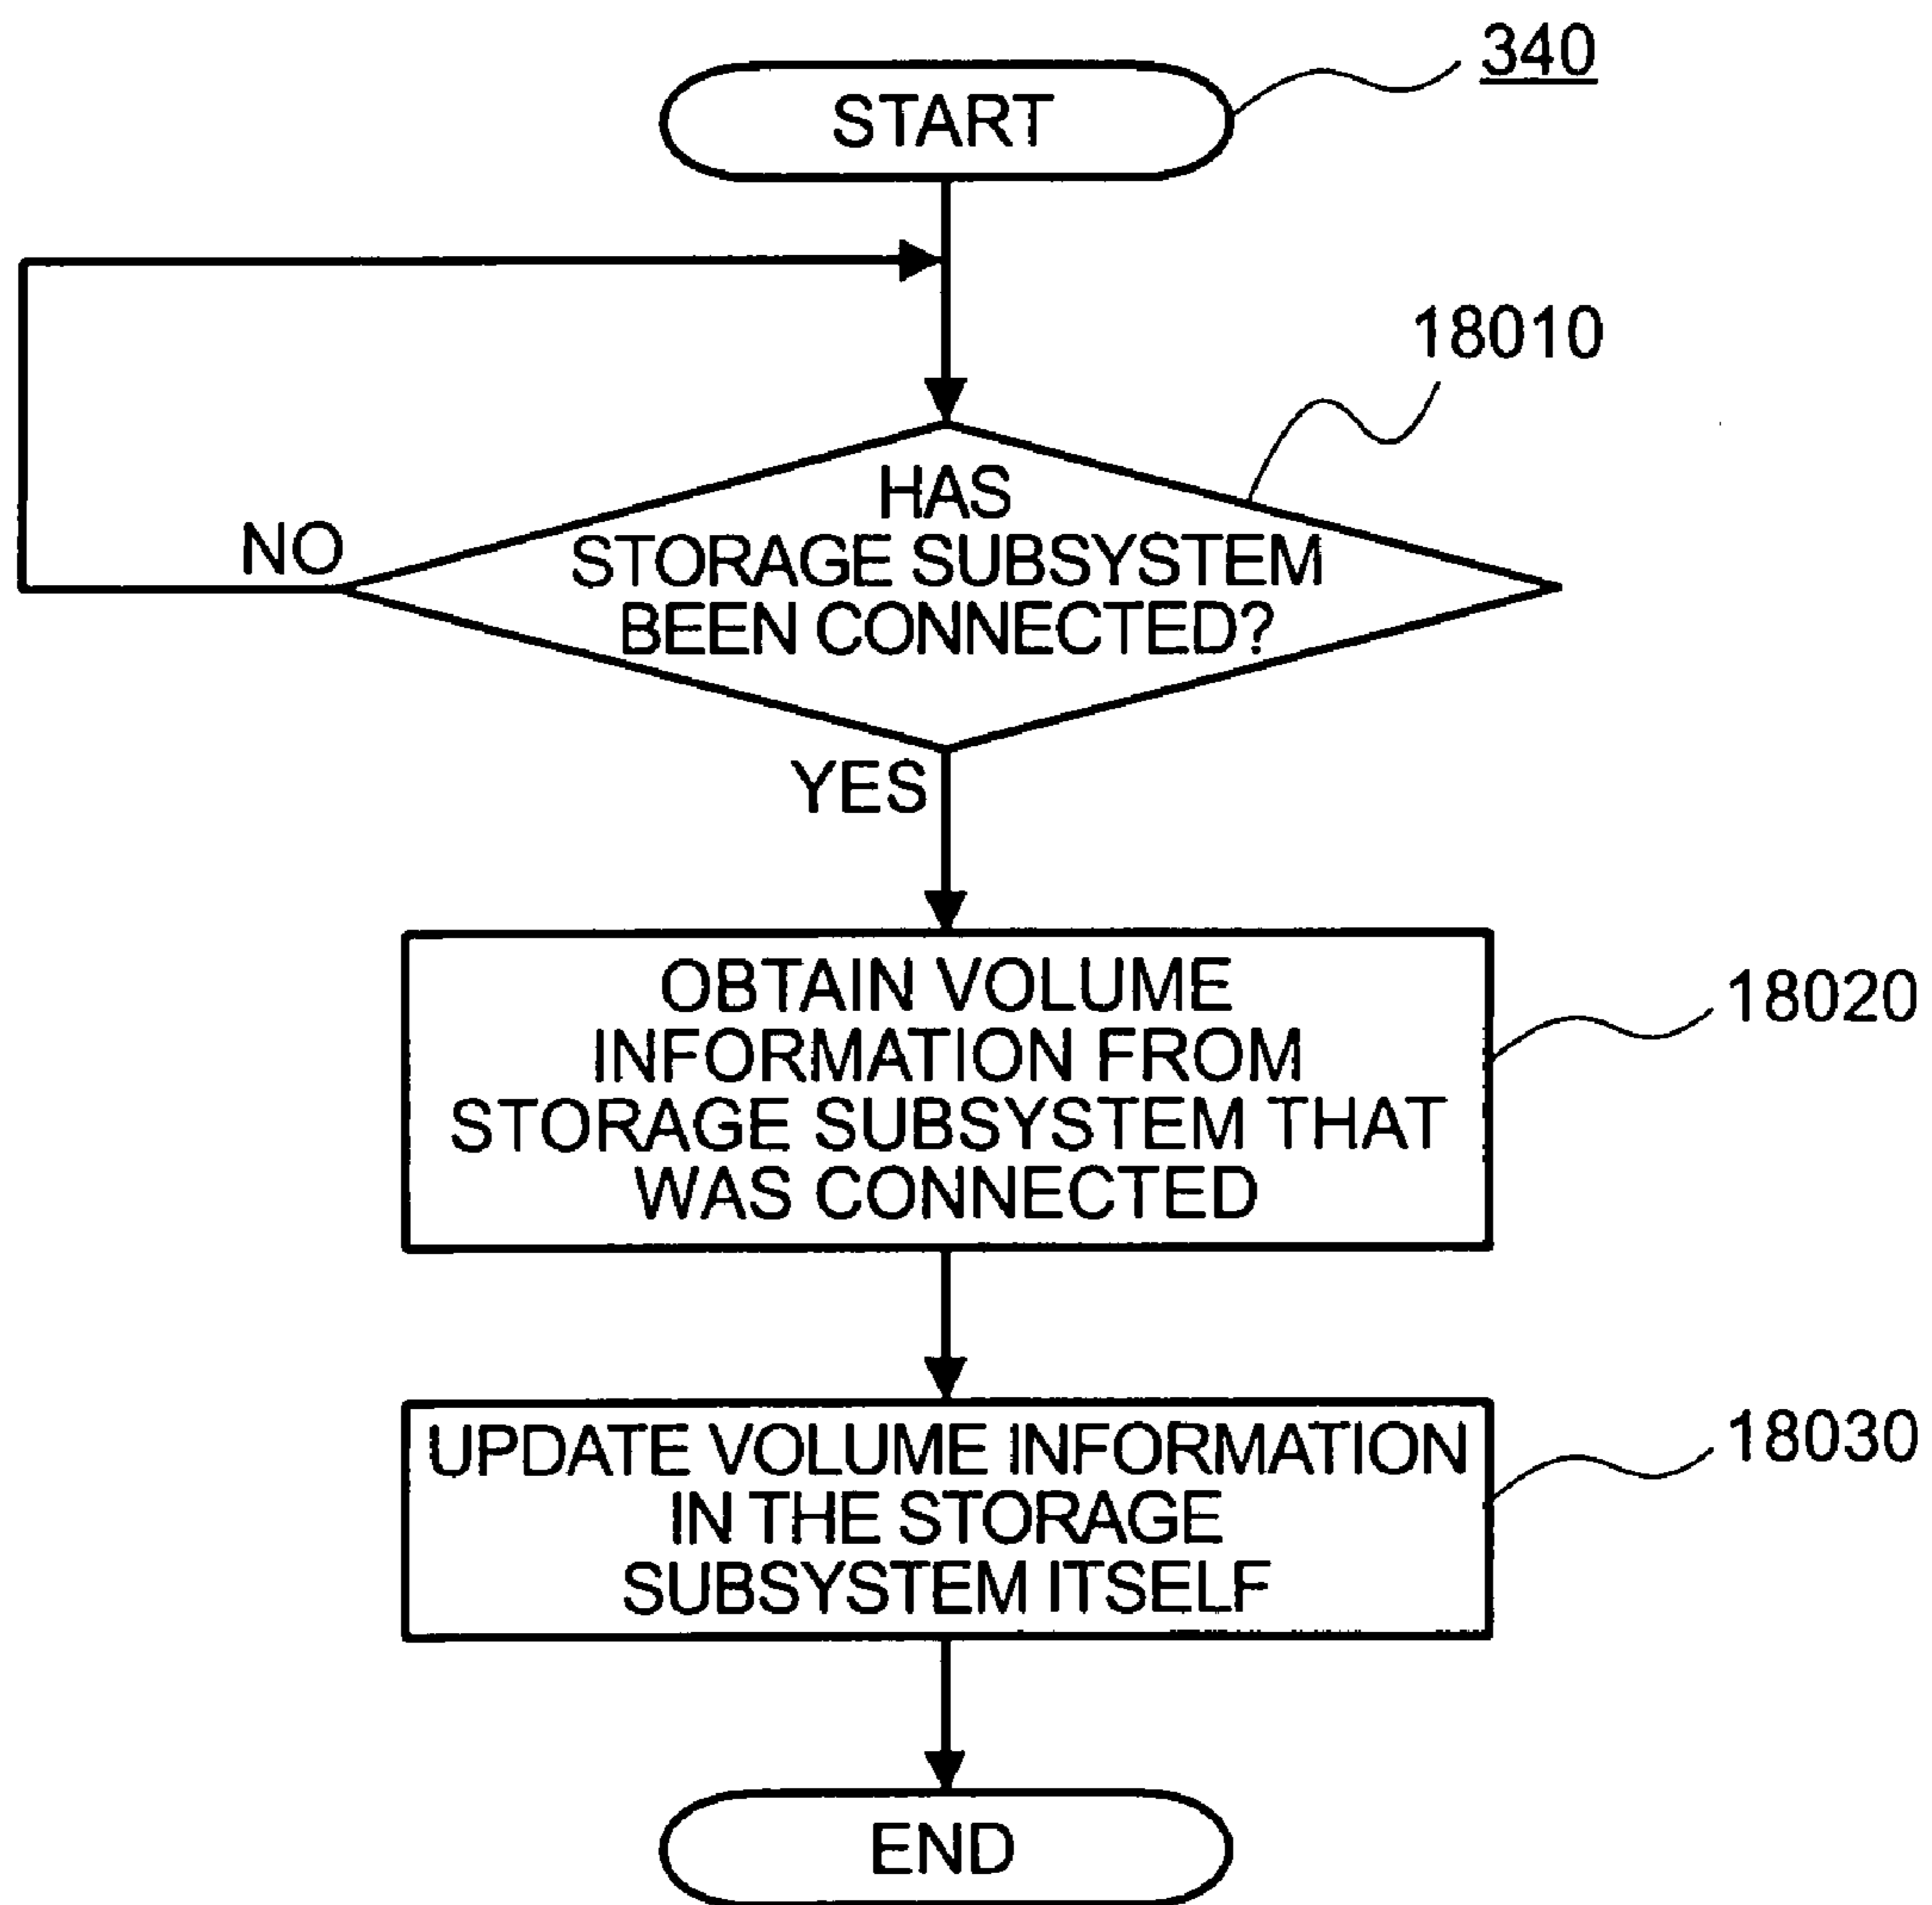 340
START
18010
HAS
STORAGE SUBSYSTEM
BEEN CONNECTED?
NO
YES
OBTAIN VOLUME
INFORMATION FROM
STORAGE SUBSYSTEM THAT
WAS CONNECTED
18020
UPDATE VOLUME INFORMATION
IN THE STORAGE
SUBSYSTEM ITSELF
18030
END